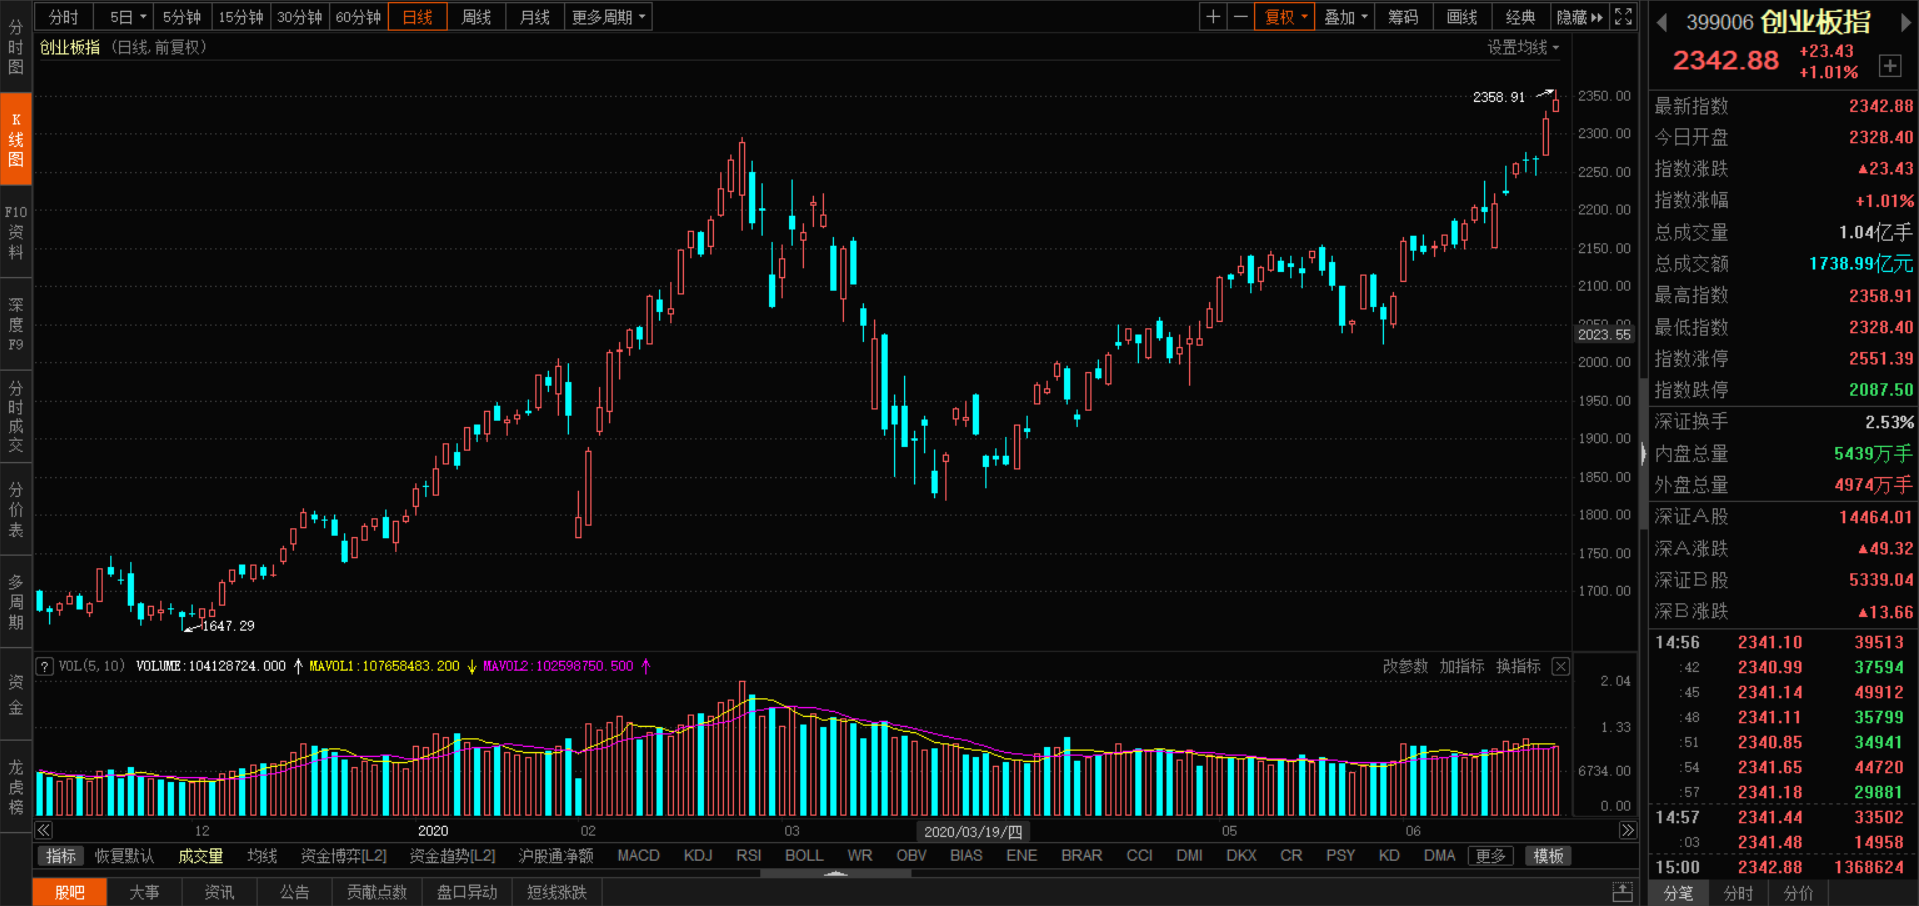 分时 5日 5分钟 15分钟 30分钟 60分钟 日线 周线 月线 更多周期
+ — 复权 叠加 筹码 画线 经典 隐藏
创业板指 (日线,前复权)
设置均线
分时图
K线图
F10资料
深度F9
分时成交
分价表
多周期
资金
龙虎榜
2358.91
1647.29
2350.00
2300.00
2250.00
2200.00
2150.00
2100.00
2050.00
2023.55
2000.00
1950.00
1900.00
1850.00
1800.00
1750.00
1700.00
? VOL(5,10) VOLUME:104128724.000 ↑ MAVOL1:107658483.200 ↓ MAVOL2:102598750.500 ↑
改参数 加指标 换指标
2.04
1.33
6734.00
0.00
12 2020 02 03 2020/03/19/四 05 06
指标 恢复默认 成交量 均线 资金博弈[L2] 资金趋势[L2] 沪股通净额 MACD KDJ RSI BOLL WR OBV BIAS ENE BRAR CCI DMI DKX CR PSY KD DMA 更多 模板
股吧 大事 资讯 公告 贡献点数 盘口异动 短线涨跌
399006 创业板指
2342.88 +23.43
+1.01%
最新指数 2342.88
今日开盘 2328.40
指数涨跌 ▲23.43
指数涨幅 +1.01%
总成交量 1.04亿手
总成交额 1738.99亿元
最高指数 2358.91
最低指数 2328.40
指数涨停 2551.39
指数跌停 2087.50
深证换手 2.53%
内盘总量 5439万手
外盘总量 4974万手
深证A股 14464.01
深A涨跌 ▲49.32
深证B股 5339.04
深B涨跌 ▲13.66
14:56 2341.10 39513
:42 2340.99 37594
:45 2341.14 49912
:48 2341.11 35799
:51 2340.85 34941
:54 2341.65 44720
:57 2341.18 29881
14:57 2341.44 33502
:03 2341.48 14958
15:00 2342.88 1368624
分笔 分时 分价